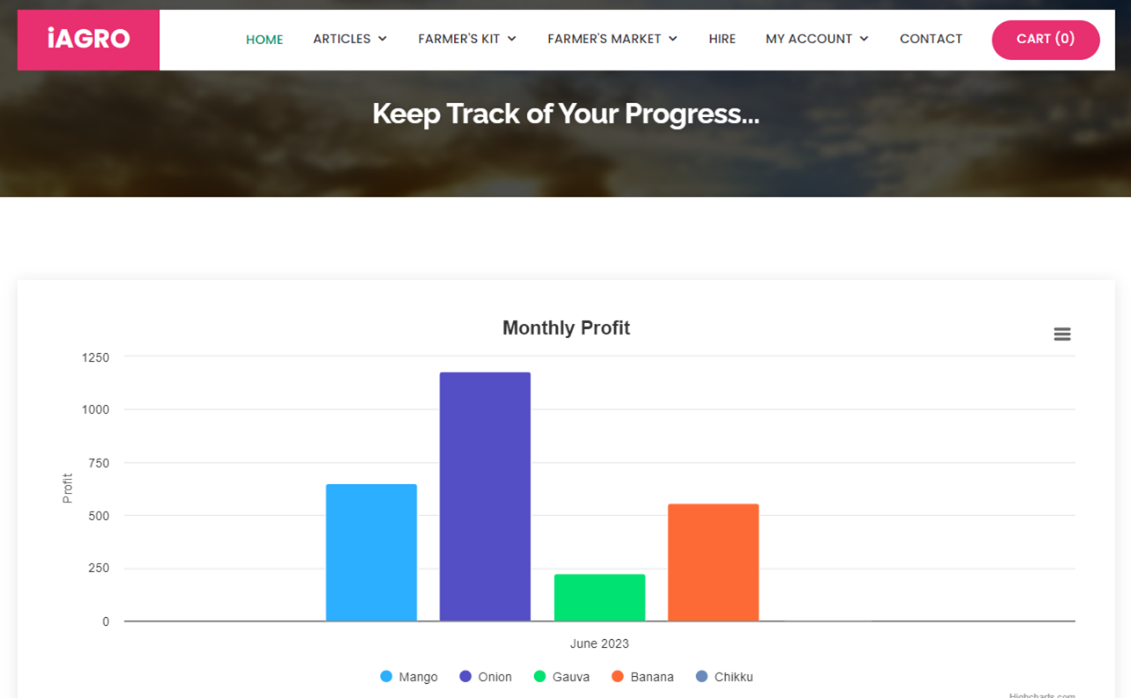 iAGRO
HOME ARTICLES FARMER'S KIT FARMER'S MARKET HIRE MY ACCOUNT CONTACT CART (0)
Keep Track of Your Progress...
Monthly Profit
1250
1000
750
500
250
0
Profit
June 2023
Mango Onion Gauva Banana Chikku
Highcharts.com